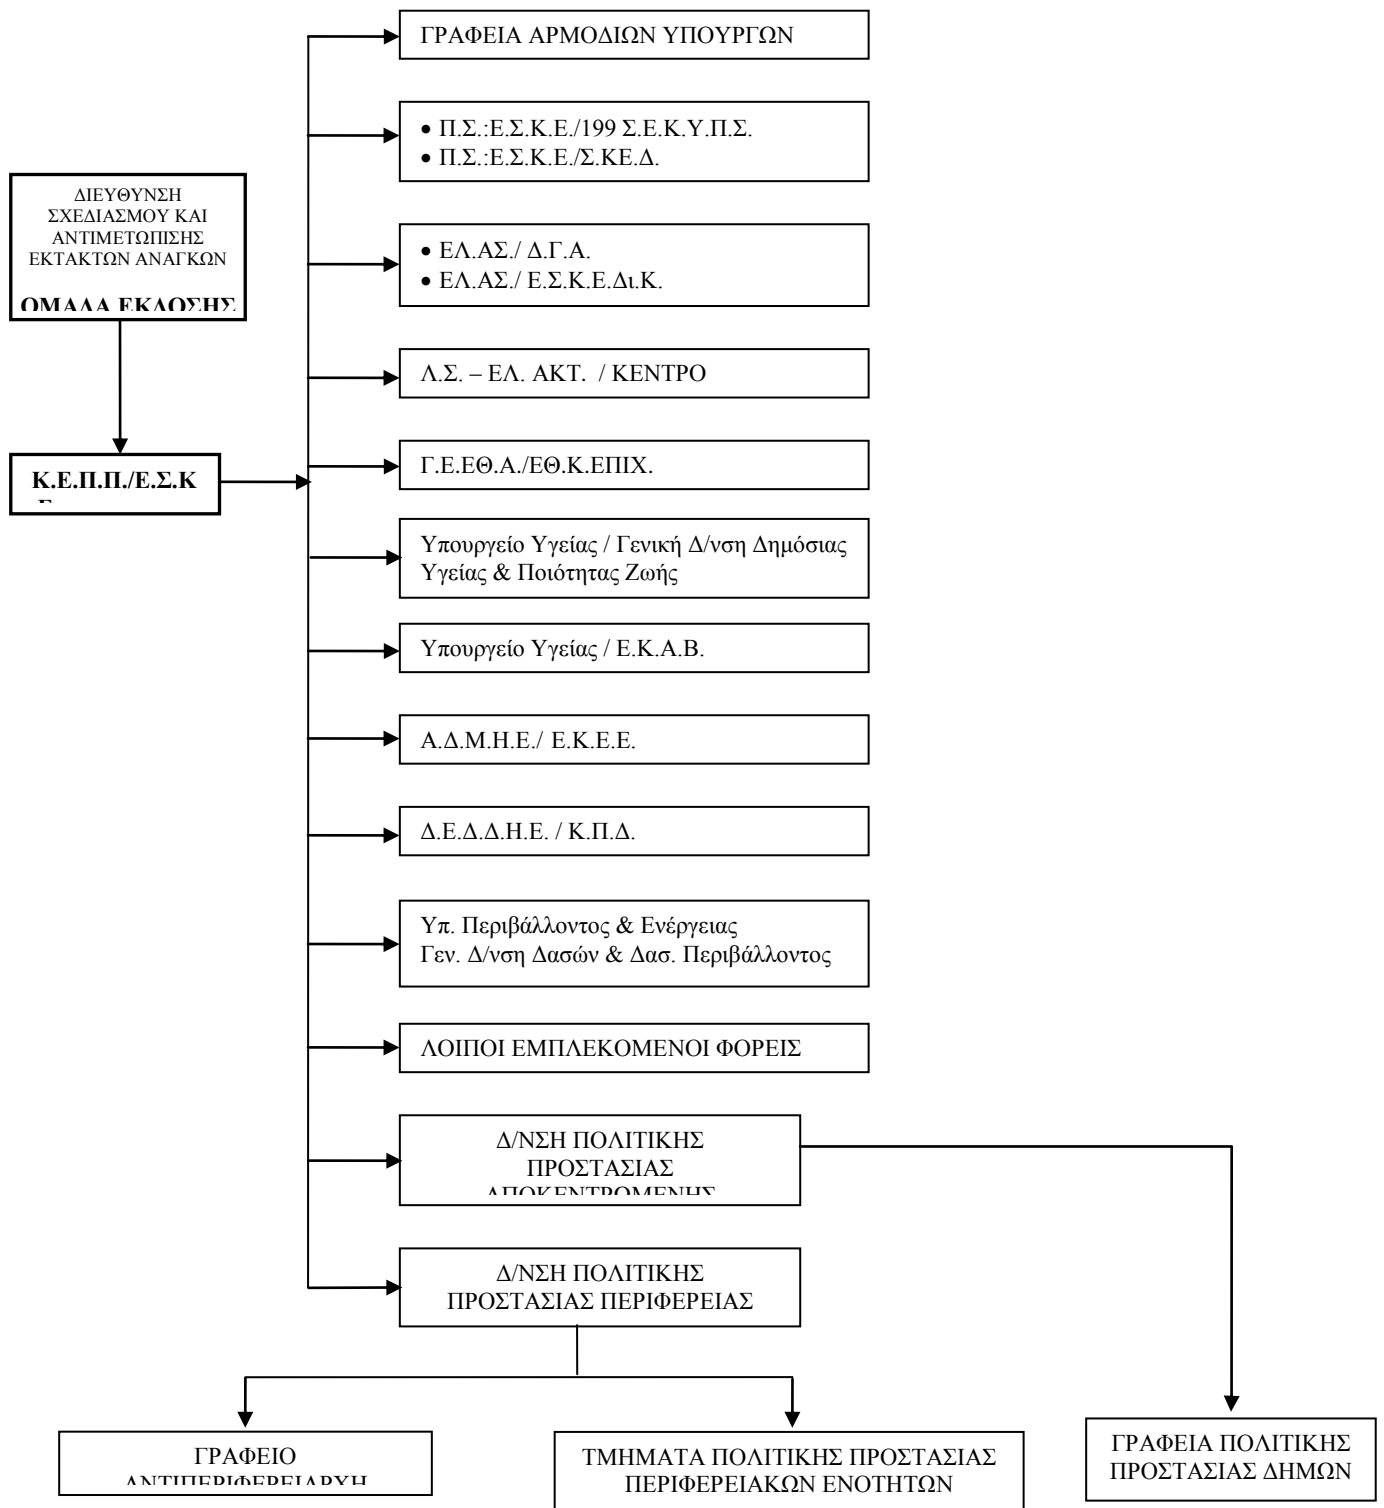 ΓΡΑΦΕΙΑ ΑΡΜΟΔΙΩΝ ΥΠΟΥΡΓΩΝ
• Π.Σ.:Ε.Σ.Κ.Ε./199 Σ.Ε.Κ.Υ.Π.Σ.
• Π.Σ.:Ε.Σ.Κ.Ε./Σ.ΚΕ.Δ.
ΔΙΕΥΘΥΝΣΗ
ΣΧΕΔΙΑΣΜΟΥ ΚΑΙ
ΑΝΤΙΜΕΤΩΠΙΣΗΣ
ΕΚΤΑΚΤΩΝ ΑΝΑΓΚΩΝ
ΟΜΑΔΑ ΕΚΔΟΣΗΣ
• ΕΛ.ΑΣ./ Δ.Γ.Α.
• ΕΛ.ΑΣ./ Ε.Σ.Κ.Ε.Δι.Κ.
Λ.Σ. – ΕΛ. ΑΚΤ. / ΚΕΝΤΡΟ
Κ.Ε.Π.Π./Ε.Σ.Κ
Γ.Ε.ΕΘ.Α./ΕΘ.Κ.ΕΠΙΧ.
Υπουργείο Υγείας / Γενική Δ/νση Δημόσιας
Υγείας & Ποιότητας Ζωής
Υπουργείο Υγείας / Ε.Κ.Α.Β.
Α.Δ.Μ.Η.Ε./ Ε.Κ.Ε.Ε.
Δ.Ε.Δ.Δ.Η.Ε. / Κ.Π.Δ.
Υπ. Περιβάλλοντος & Ενέργειας
Γεν. Δ/νση Δασών & Δασ. Περιβάλλοντος
ΛΟΙΠΟΙ ΕΜΠΛΕΚΟΜΕΝΟΙ ΦΟΡΕΙΣ
Δ/ΝΣΗ ΠΟΛΙΤΙΚΗΣ
ΠΡΟΣΤΑΣΙΑΣ
ΑΠΟΚΕΝΤΡΩΜΕΝΗΣ
Δ/ΝΣΗ ΠΟΛΙΤΙΚΗΣ
ΠΡΟΣΤΑΣΙΑΣ ΠΕΡΙΦΕΡΕΙΑΣ
ΓΡΑΦΕΙΟ
ΑΝΤΙΠΕΡΙΦΕΡΕΙΑΡΧΗ
ΤΜΗΜΑΤΑ ΠΟΛΙΤΙΚΗΣ ΠΡΟΣΤΑΣΙΑΣ
ΠΕΡΙΦΕΡΕΙΑΚΩΝ ΕΝΟΤΗΤΩΝ
ΓΡΑΦΕΙΑ ΠΟΛΙΤΙΚΗΣ
ΠΡΟΣΤΑΣΙΑΣ ΔΗΜΩΝ